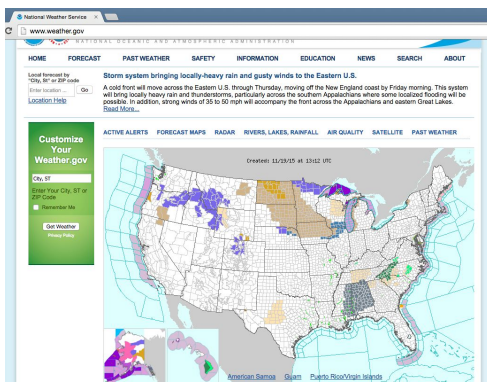 National Weather Service
www.weather.gov
NATIONAL OCEANIC AND ATMOSPHERIC ADMINISTRATION
HOME FORECAST PAST WEATHER SAFETY INFORMATION EDUCATION NEWS SEARCH ABOUT
Local forecast by
"City, St" or ZIP code
Enter location ... Go
Location Help
Storm system bringing locally-heavy rain and gusty winds to the Eastern U.S.
A cold front will move across the Eastern U.S. through Thursday, moving off the New England coast by Friday morning. This system
will bring locally heavy rain and thunderstorms, particularly across the southern Appalachians where some localized flooding will be
possible. In addition, strong winds of 35 to 50 mph will accompany the front across the Appalachians and eastern Great Lakes.
Read More...
Customize
Your
Weather.gov
City, ST
Enter Your City, ST or
ZIP Code
Remember Me
Get Weather
Privacy Policy
ACTIVE ALERTS FORECAST MAPS RADAR RIVERS, LAKES, RAINFALL AIR QUALITY SATELLITE PAST WEATHER
Created: 11/19/15 at 13:12 UTC
American Samoa Guam Puerto Rico/Virgin Islands